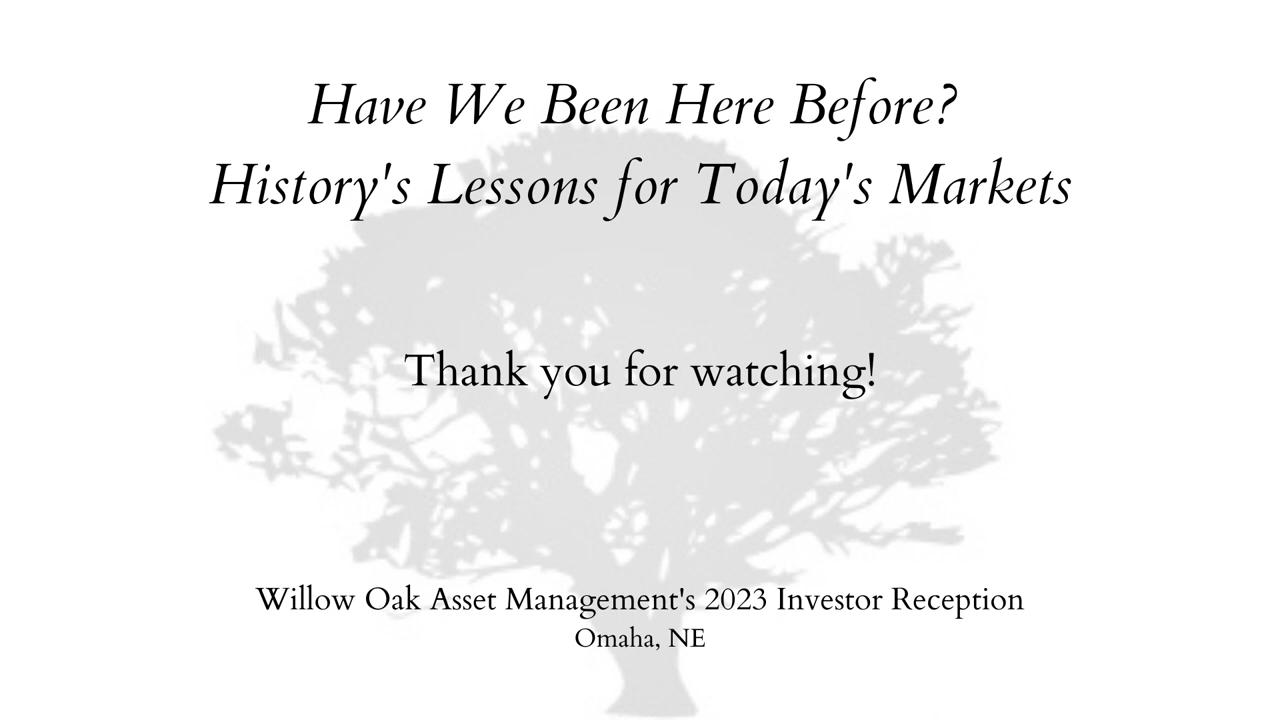 Have We Been Here Before?
History's Lessons for Today's Markets
Thank you for watching!
Willow Oak Asset Management's 2023 Investor Reception
Omaha, NE